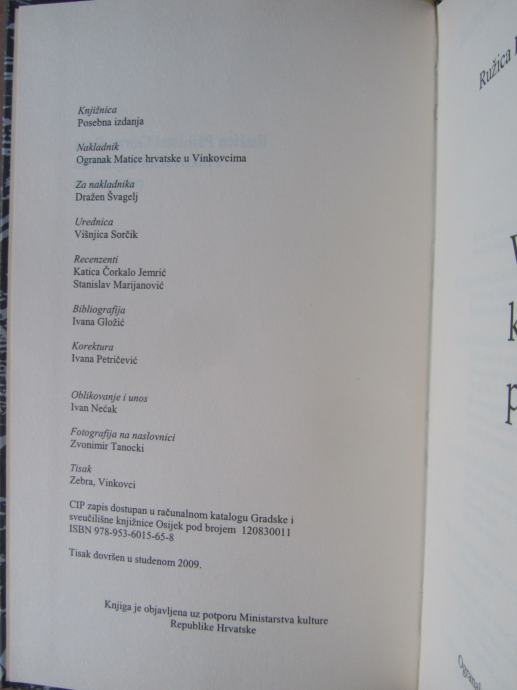 Knjižnica
Posebna izdanja
Nakladnik
Ogranak Matice hrvatske u Vinkovcima
Za nakladnika
Dražen Švagelj
Urednica
Višnjica Sorčik
Recenzenti
Katica Čorkalo Jemrić
Stanislav Marijanović
Bibliografija
Ivana Gložić
Korektura
Ivana Petričević
Oblikovanje i unos
Ivan Nećak
Fotografija na naslovnici
Zvonimir Tanocki
Tisak
Zebra, Vinkovci
CIP zapis dostupan u računalnom katalogu Gradske i
sveučilišne knjižnice Osijek pod brojem 120830011
ISBN 978-953-6015-65-8
Tisak dovršen u studenom 2009.
Knjiga je objavljena uz potporu Ministarstva kulture
Republike Hrvatske
Ružica